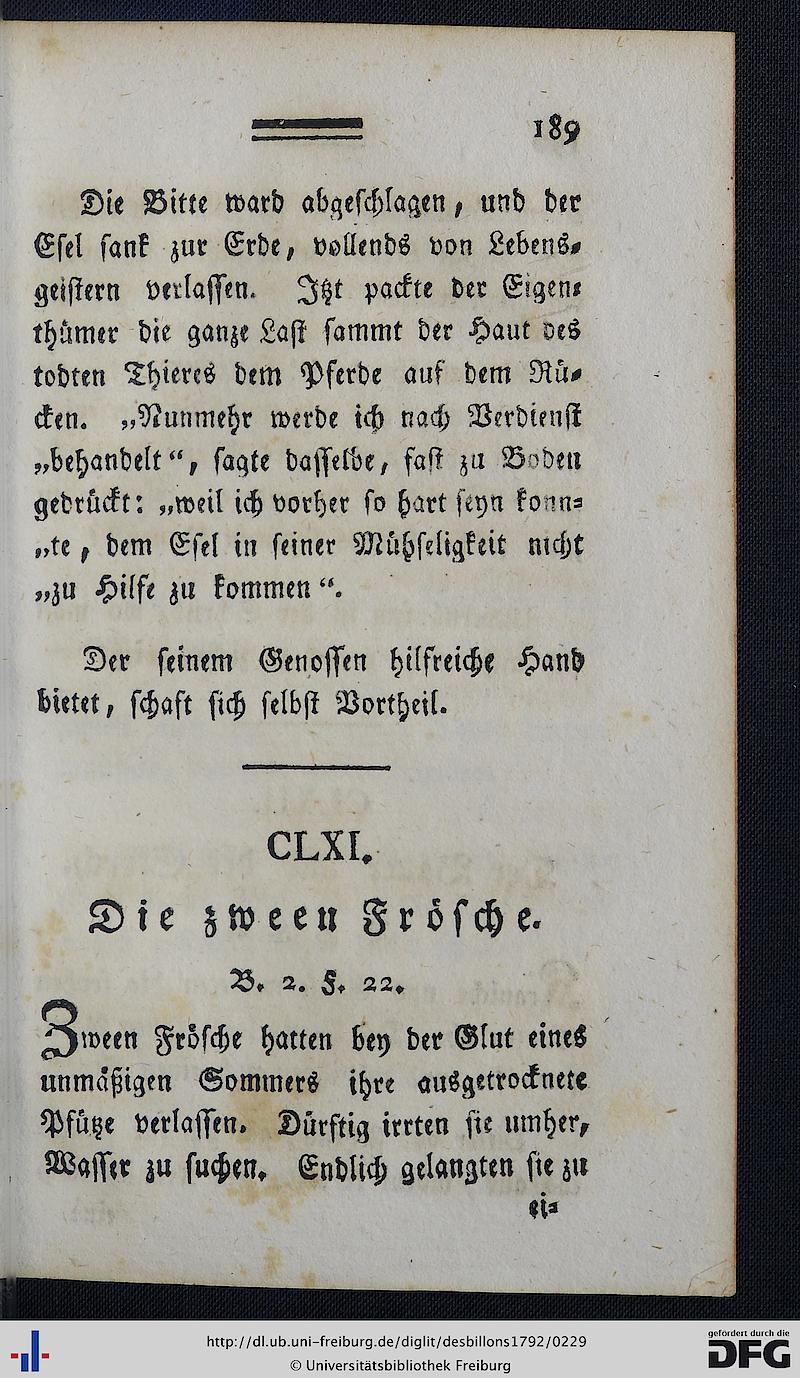 189
Die Bitte ward abgeschlagen, und der
Esel sank zur Erde, vollends von Lebens-
geistern verlassen. Itzt packte der Eigen-
thümer die ganze Last sammt der Haut des
todten Thieres dem Pferde auf dem Rü-
cken. „Nunmehr werde ich nach Verdienst
„behandelt“, sagte dasselbe, fast zu Boden
gedrückt: „weil ich vorher so hart seyn konn-
„te, dem Esel in seiner Mühseligkeit nicht
„zu Hilfe zu kommen“.
Der seinem Genossen hilfreiche Hand
bietet, schaft sich selbst Vortheil.
CLXI.
Die zween Frösche.
B. 2. F. 22.
Zween Frösche hatten bey der Glut eines
unmäßigen Sommers ihre ausgetrocknete
Pfütze verlassen. Dürftig irrten sie umher,
Wasser zu suchen. Endlich gelangten sie zu
ei-
http://dl.ub.uni-freiburg.de/diglit/desbillons1792/0229
© Universitätsbibliothek Freiburg
gefördert durch die
DFG